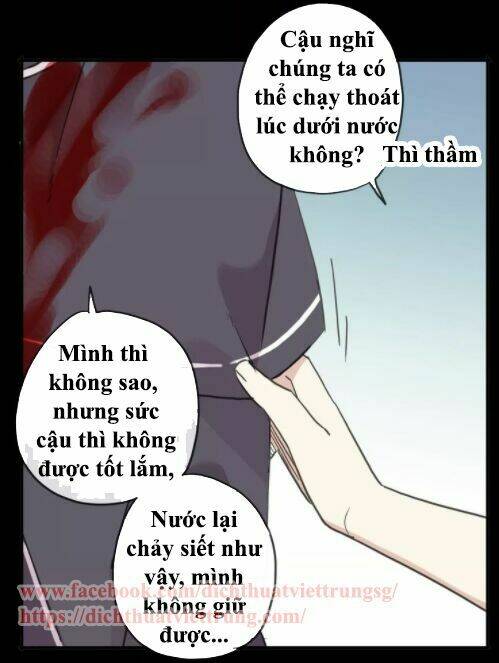 Cậu nghĩ
chúng ta có
thể chạy thoát
lúc dưới nước
không?
Thì thầm
Mình thì
không sao,
nhưng sức
cậu thì không
được tốt lắm,
Nước lại
chảy siết như
vậy, mình
không giữ
được...
www.facebook.com/dichthuatviettrungsg/
https://dichthuatviettrung.com/